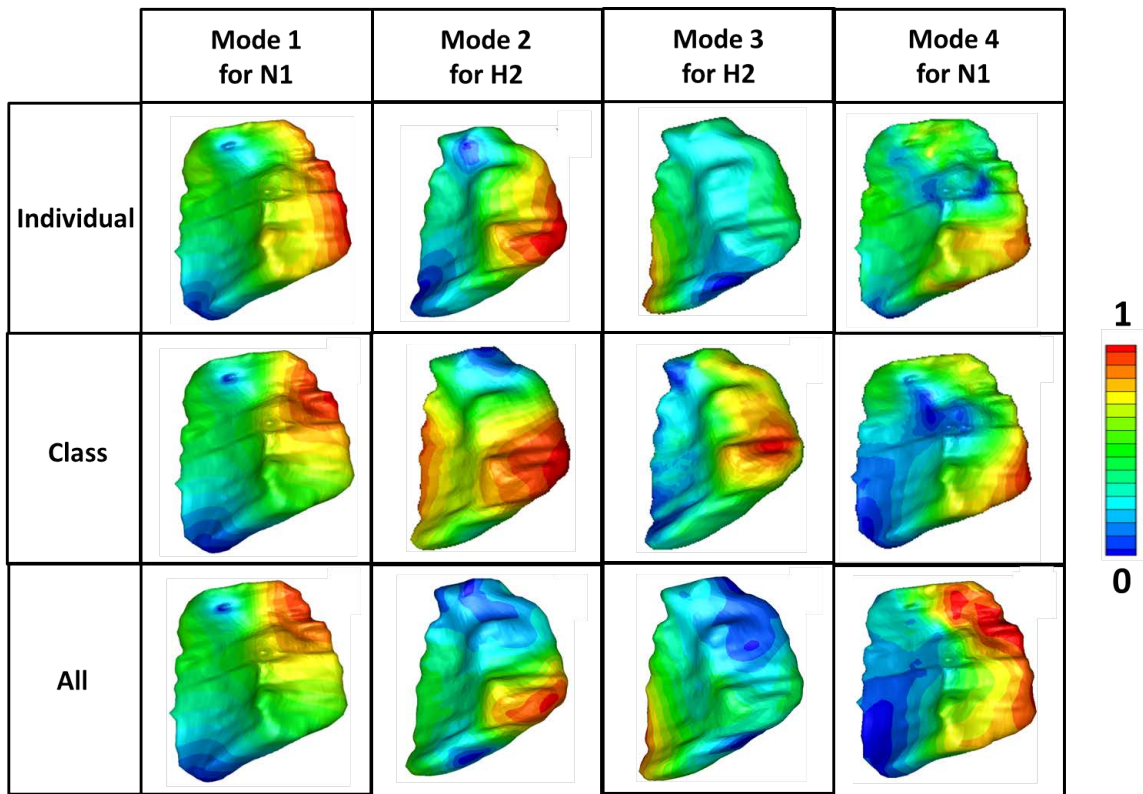 Mode 1
for N1
Mode 2
for H2
Mode 3
for H2
Mode 4
for N1
Individual
Class
All
1
0